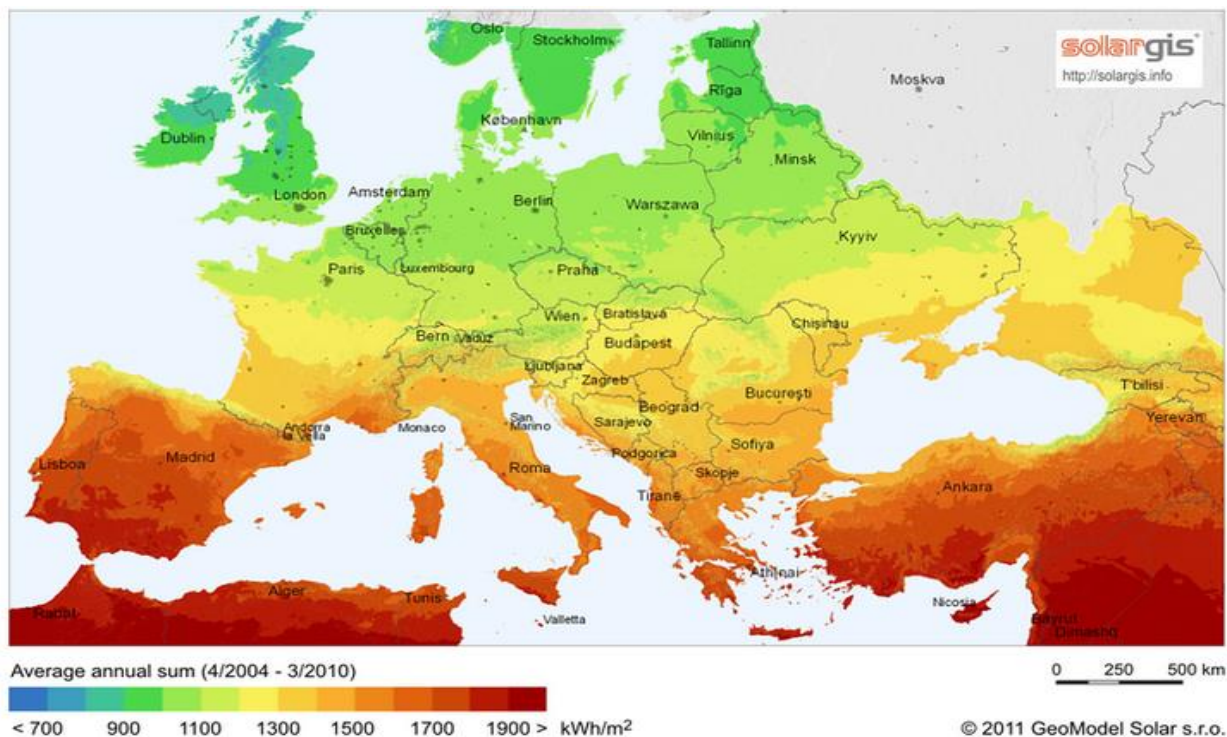 Oslo
Stockholm
Tallinn
solargis
http://solargis.info
Moskva
Rīga
København
Dublin
Vilnius
Minsk
London
Amsterdam
Berlin
Warszawa
Bruxelles
Kyyiv
Paris
Luxembourg
Praha
Wien
Bratislava
Chișinău
Bern
Vaduz
Budapest
Ljubljana
Zagreb
T'bilisi
București
Beograd
Yerevan
San
Marino
Sarajevo
Andorra
la Vella
Monaco
Sofiya
Podgorica
Lisboa
Madrid
Roma
Skopje
Ankara
Tirane
Athinai
Alger
Tunis
Nicosia
Rabat
Valletta
Bayrut
Dimashq
Average annual sum (4/2004 - 3/2010)
0 250 500 km
< 700 900 1100 1300 1500 1700 1900 > kWh/m²
© 2011 GeoModel Solar s.r.o.